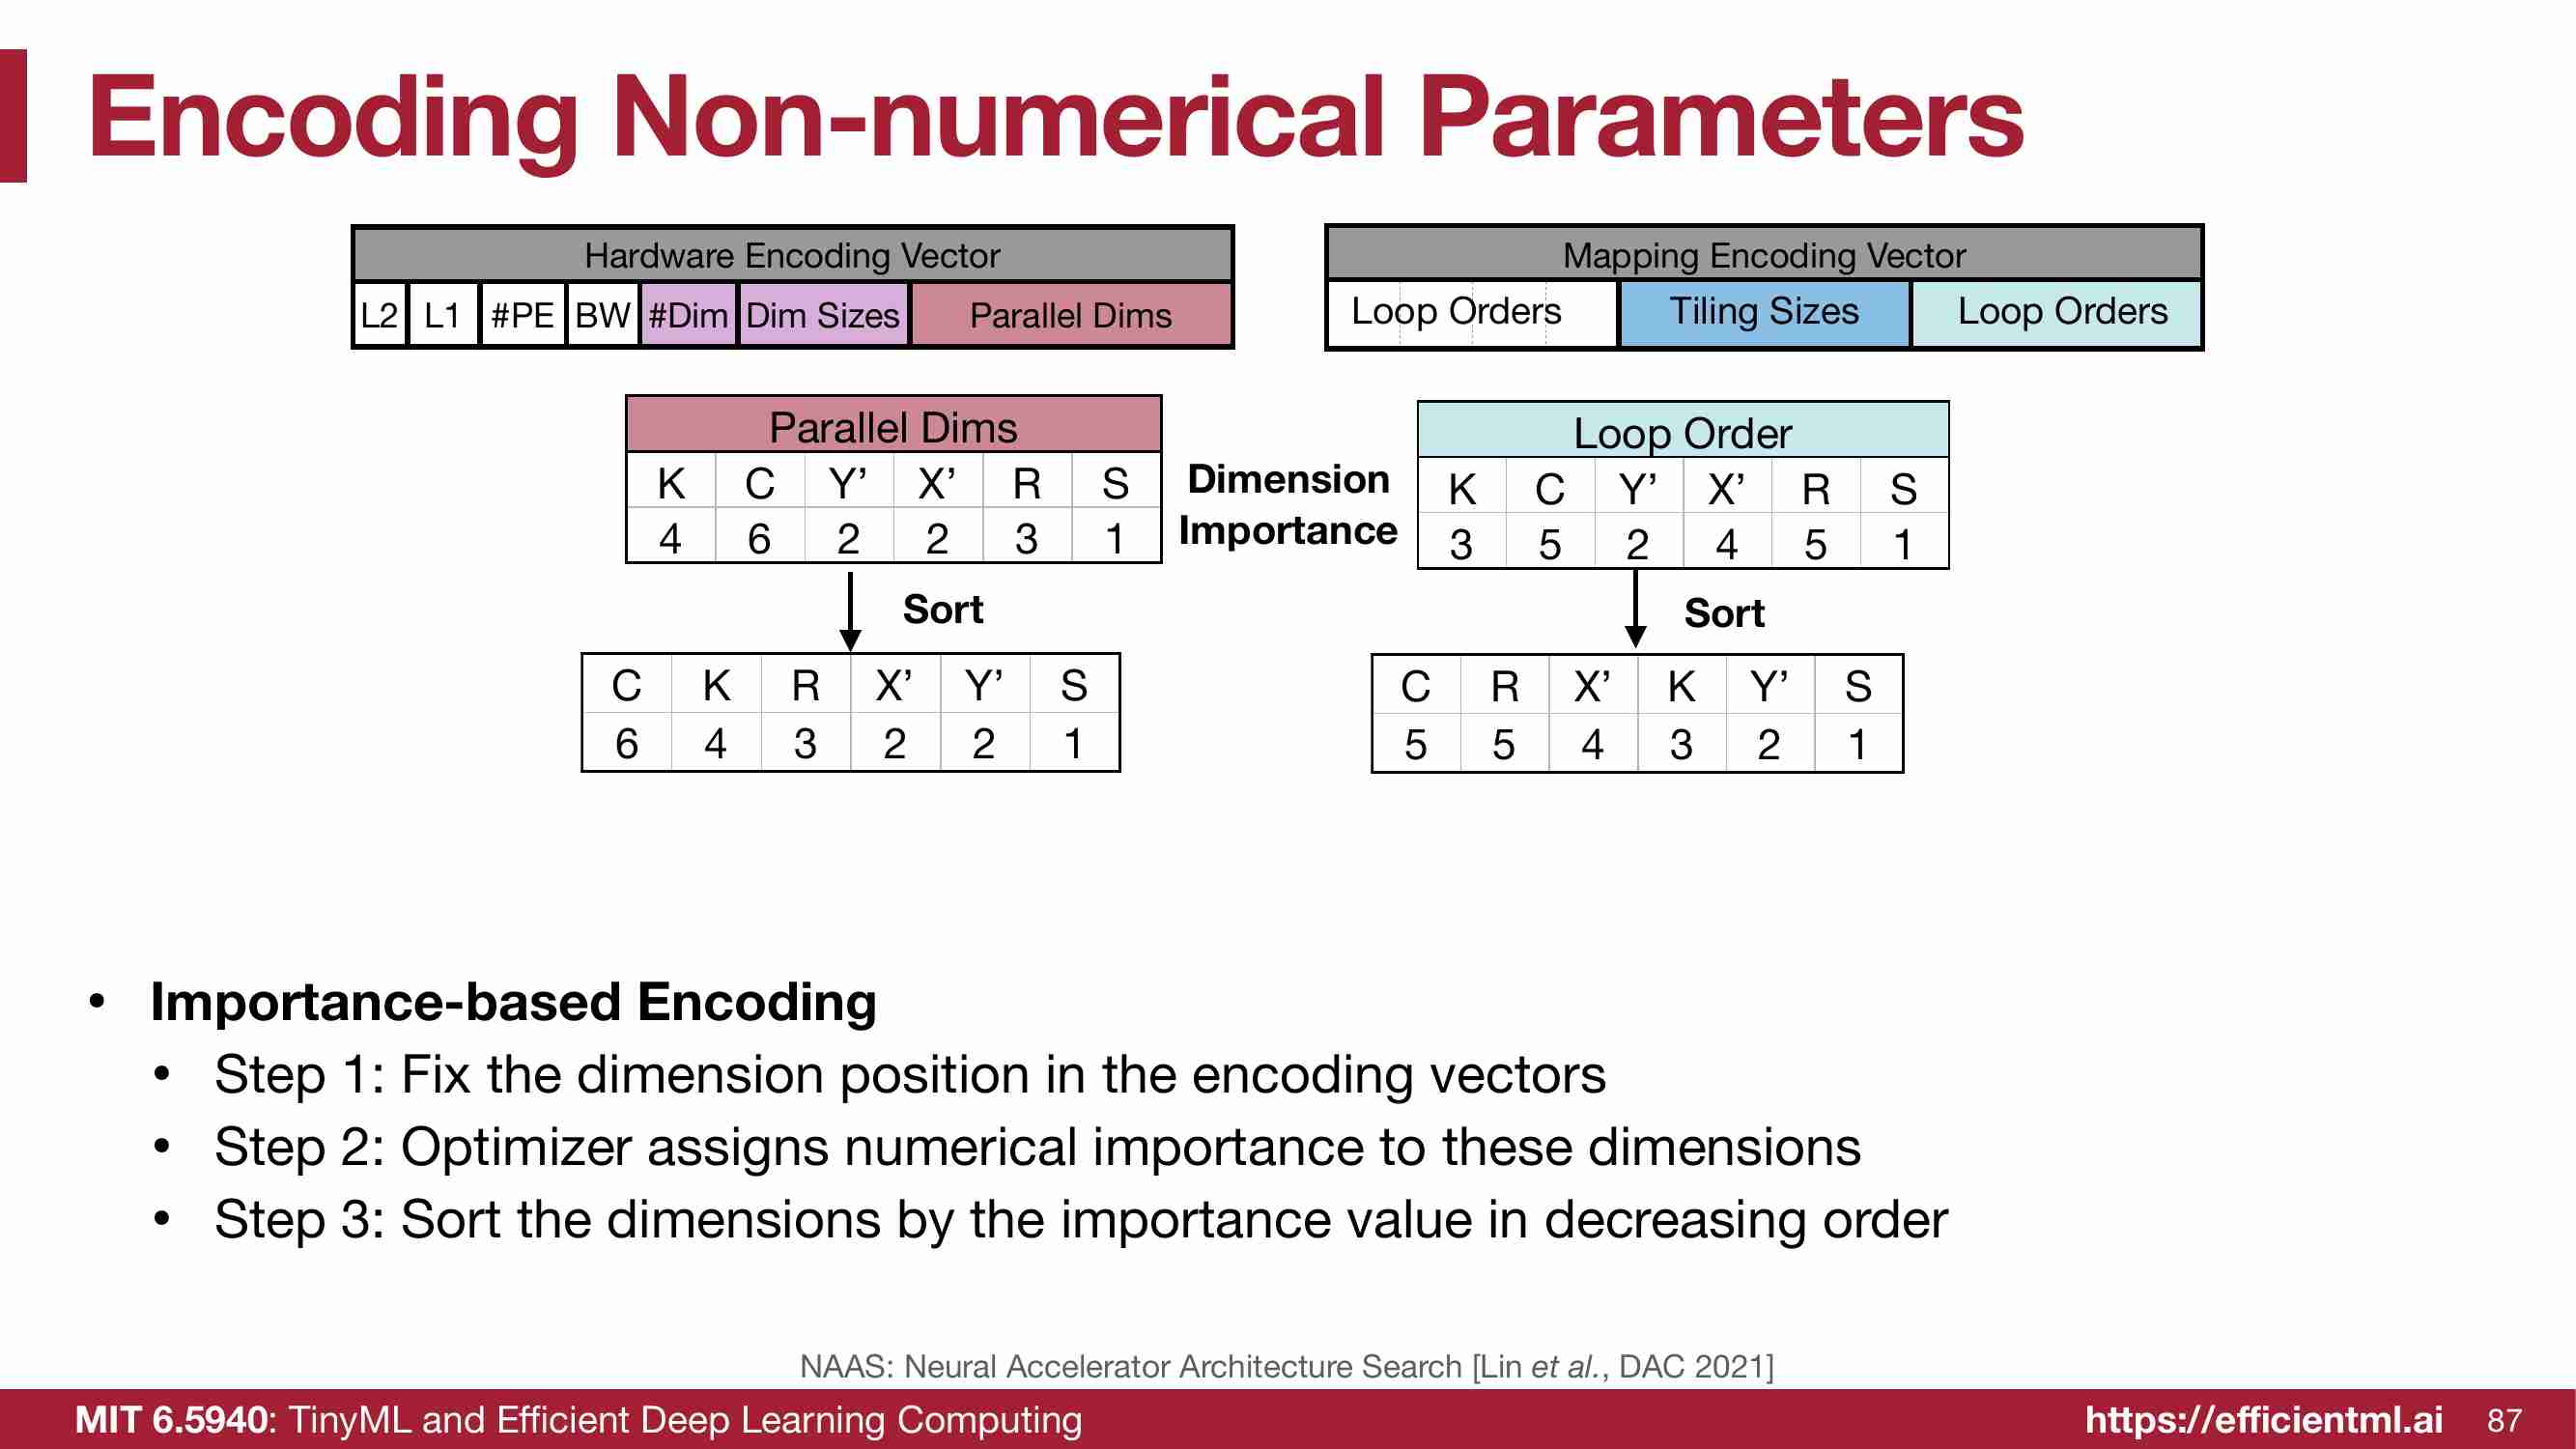 Encoding Non-numerical Parameters
Hardware Encoding Vector
L2 L1 #PE BW #Dim Dim Sizes Parallel Dims
Mapping Encoding Vector
Loop Orders Tiling Sizes Loop Orders
Parallel Dims
K C Y’ X’ R S
4 6 2 2 3 1
Dimension
Importance
Loop Order
K C Y’ X’ R S
3 5 2 4 5 1
Sort
Sort
C K R X’ Y’ S
6 4 3 2 2 1
C R X’ K Y’ S
5 5 4 3 2 1
• Importance-based Encoding
• Step 1: Fix the dimension position in the encoding vectors
• Step 2: Optimizer assigns numerical importance to these dimensions
• Step 3: Sort the dimensions by the importance value in decreasing order
NAAS: Neural Accelerator Architecture Search [Lin et al., DAC 2021]
MIT 6.5940: TinyML and Efficient Deep Learning Computing
https://efficientml.ai 87